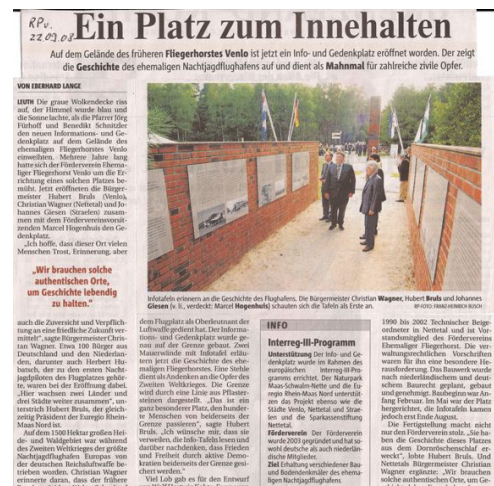 RPv.
22.09.08
Ein Platz zum Innehalten
Auf dem Gelände des früheren Fliegerhorstes Venlo ist jetzt ein Info- und Gedenkplatz eröffnet worden. Der zeigt
die Geschichte des ehemaligen Nachtjagdflughafens auf und dient als Mahnmal für zahlreiche zivile Opfer.
VON EBERHARD LANGE
LEUTH Die graue Wolkendecke riss
auf, der Himmel wurde blau und
die Sonne lachte, als die Pfarrer Jörg
Fürhoff und Benedikt Schnitzler
den neuen Informations- und Ge-
denkplatz auf dem Gelände des
ehemaligen Fliegerhorstes Venlo
einweihten. Mehrere Jahre lang
hatte sich der Förderverein Ehema-
liger Fliegerhorst Venlo um die Er-
richtung eines solchen Platzes be-
müht. Jetzt eröffneten die Bürger-
meister Hubert Bruls (Venlo),
Christian Wagner (Nettetal) und Jo-
hannes Giesen (Straelen) zusam-
men mit dem Fördervereinsvorsit-
zenden Marcel Hogenhuis den Ge-
denkplatz.
„Ich hoffe, dass dieser Ort vielen
Menschen Trost, Erinnerung, aber
„Wir brauchen solche
authentischen Orte,
um Geschichte lebendig
zu halten.“
auch die Zuversicht und Verpflich-
tung an eine friedliche Zukunft ver-
mittelt“, sagte Bürgermeister Chris-
tian Wagner. Etwa 100 Bürger aus
Deutschland und den Niederlan-
den, darunter auch Herbert Hu-
batsch, der zu den ersten Nacht-
jagdpiloten des Flugplatzes gehör-
te, waren bei der Eröffnung dabei.
„Hier wachsen zwei Länder und
drei Städte weiter zusammen“, un-
terstrich Hubert Bruls, der gleich-
zeitig Präsident der Euregio Rhein-
Maas Nord ist.
Auf den 1500 Hektar großen Hei-
de- und Waldgebiet war während
des Zweiten Weltkrieges der größte
Nachtjagdflughafen Europas von
der deutschen Reichsluftwaffe be-
trieben worden. Christian Wagner
erinnerte daran, dass der frühere
Infotafeln erinnern an die Geschichte des Flughafens. Die Bürgermeister Christian Wagner, Hubert Bruls und Johannes
Giesen (v. li., verdeckt: Marcel Hogenhuis) schauten sich die Tafeln als Erste an.
RP-FOTO: FRANZ-HEINRICH BUSCH
dem Flugplatz als Oberleutnant der
Luftwaffe gedient hat. Der Informa-
tions- und Gedenkplatz wurde ge-
nau auf der Grenze gebaut. Zwei
Mauerwände mit Infotafel erläu-
tern jetzt die Geschichte des ehe-
maligen Fliegerhorstes. Eine Stehle
dient als Andenken an die Opfer des
Zweiten Weltkrieges. Die Grenze
wird durch eine Linie aus Pflaster-
steinen dargestellt. „Das ist ein
ganz besonderer Platz, den hunder-
te Menschen von beiderseits der
Grenze passieren“, sagte Hubert
Bruls. „Ich wünsche mir, dass sie
verweilen, die Info-Tafeln lesen und
darüber nachdenken, dass Frieden
und Freiheit durch aktive Demo-
kratien beiderseits der Grenze gesi-
chert werden.“
Viel Lob gab es für den Entwurf
INFO
Interreg-III-Programm
Unterstützung Der Info- und Ge-
denkplatz wurde im Rahmen des
europäischen Interreg-III-Pro-
gramms errichtet. Der Naturpark
Maas-Schwalm-Nette und die Eu-
regio Rhein-Maas Nord unterstütz-
ten das Projekt ebenso wie die
Städte Venlo, Nettetal und Strae-
len und die Sparkassenstiftung
Nettetal.
Förderverein Der Förderverein
wurde 2003 gegründet und hat so-
wohl deutsche als auch niederlän-
dische Mitglieder.
Ziel Erhaltung verschiedener Bau-
und Bodendenkmäler des ehema-
ligen Nachtjagdflughafens
1990 bis 2002 Technischer Beige-
ordneter in Nettetal und ist Vor-
standsmitglied des Fördervereins
Ehemaliger Fliegerhorst. Die ver-
waltungsrechtlichen Vorschriften
waren für ihn eine besondere He-
rausforderung. Das Bauwerk wurde
nach niederländischem und deut-
schem Baurecht geplant, gebaut
und genehmigt. Baubeginn war An-
fang Februar. Im Mai war der Platz
hergerichtet, die Infotafeln kamen
jedoch erst Ende August.
Die Fertigstellung macht nicht
nur den Förderverein stolz. „Sie ha-
ben die Geschichte dieses Platzes
aus dem Dornröschenschlaf er-
weckt“, lobte Hubert Bruls. Und
Nettetals Bürgermeister Christian
Wagner ergänzte: „Wir brauchen
solche authentischen Orte, um Ge-